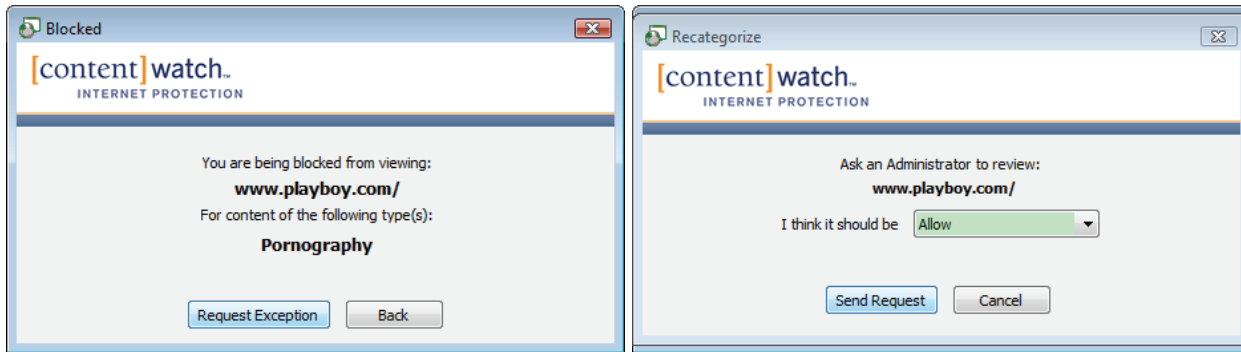 Blocked
[content]watch™
INTERNET PROTECTION
You are being blocked from viewing:
www.playboy.com/
For content of the following type(s):
Pornography
Request Exception
Back
Recategorize
[content]watch™
INTERNET PROTECTION
Ask an Administrator to review:
www.playboy.com/
I think it should be Allow
Send Request
Cancel